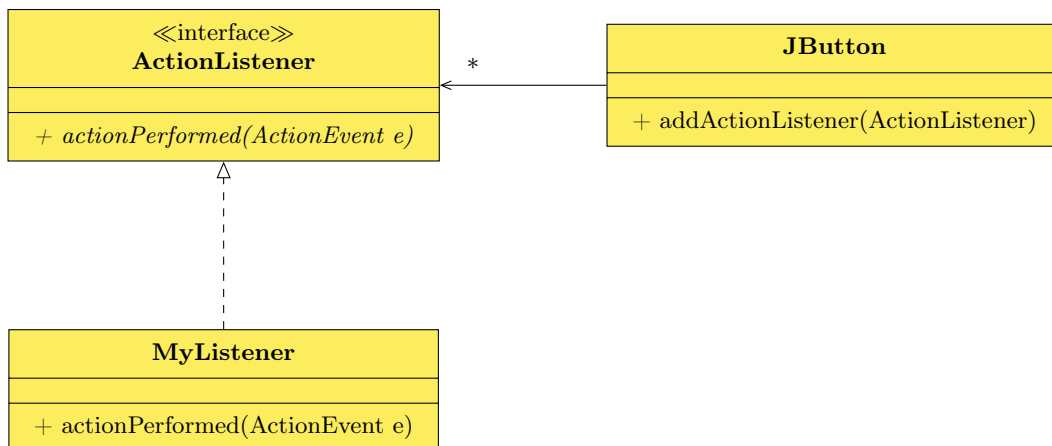 ≪interface≫
ActionListener
+ actionPerformed(ActionEvent e)
*
JButton
+ addActionListener(ActionListener)
MyListener
+ actionPerformed(ActionEvent e)